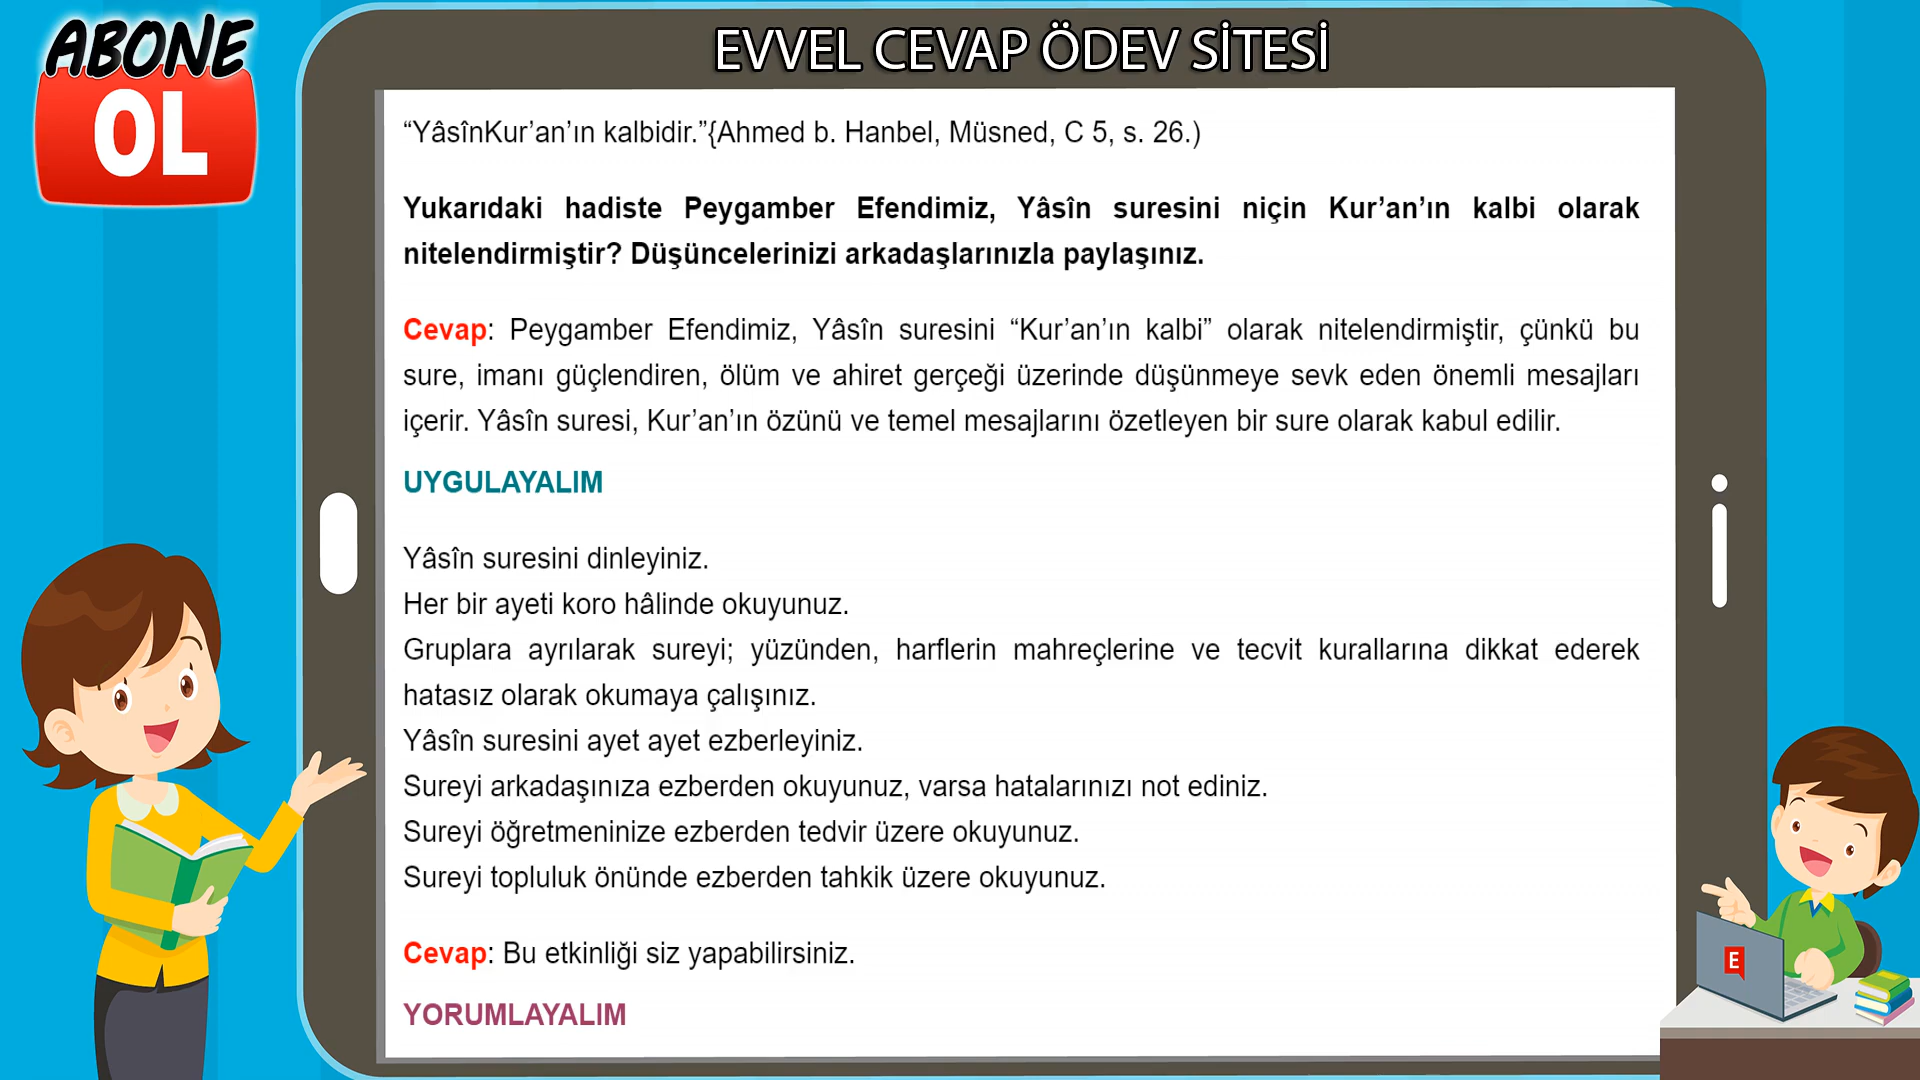 ABONE
OL
EVVEL CEVAP ÖDEV SİTESİ
“YâsînKur’an’ın kalbidir.”{Ahmed b. Hanbel, Müsned, C 5, s. 26.)
Yukarıdaki hadiste Peygamber Efendimiz, Yâsîn suresini niçin Kur’an’ın kalbi olarak
nitelendirmiştir? Düşüncelerinizi arkadaşlarınızla paylaşınız.
Cevap: Peygamber Efendimiz, Yâsîn suresini “Kur’an’ın kalbi” olarak nitelendirmiştir, çünkü bu
sure, imanı güçlendiren, ölüm ve ahiret gerçeği üzerinde düşünmeye sevk eden önemli mesajları
içerir. Yâsîn suresi, Kur’an’ın özünü ve temel mesajlarını özetleyen bir sure olarak kabul edilir.
UYGULAYALIM
Yâsîn suresini dinleyiniz.
Her bir ayeti koro hâlinde okuyunuz.
Gruplara ayrılarak sureyi; yüzünden, harflerin mahreçlerine ve tecvit kurallarına dikkat ederek
hatasız olarak okumaya çalışınız.
Yâsîn suresini ayet ayet ezberleyiniz.
Sureyi arkadaşınıza ezberden okuyunuz, varsa hatalarınızı not ediniz.
Sureyi öğretmeninize ezberden tedvir üzere okuyunuz.
Sureyi topluluk önünde ezberden tahkik üzere okuyunuz.
Cevap: Bu etkinliği siz yapabilirsiniz.
YORUMLAYALIM
E